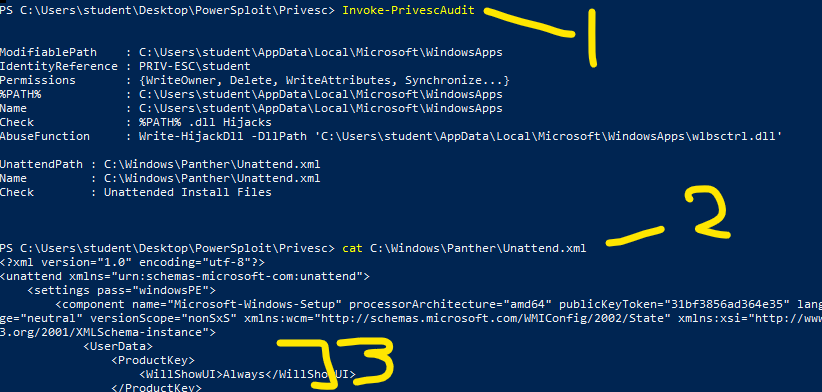 PS C:\Users\student\Desktop\PowerSploit\Privesc> Invoke-PrivescAudit
1
ModifiablePath    : C:\Users\student\AppData\Local\Microsoft\WindowsApps
IdentityReference : PRIV-ESC\student
Permissions       : {WriteOwner, Delete, WriteAttributes, Synchronize...}
%PATH%            : C:\Users\student\AppData\Local\Microsoft\WindowsApps
Name              : C:\Users\student\AppData\Local\Microsoft\WindowsApps
Check             : %PATH% .dll Hijacks
AbuseFunction     : Write-HijackDll -DllPath 'C:\Users\student\AppData\Local\Microsoft\WindowsApps\wlbsctrl.dll'
UnattendPath : C:\Windows\Panther\Unattend.xml
Name         : C:\Windows\Panther\Unattend.xml
Check        : Unattended Install Files
2
PS C:\Users\student\Desktop\PowerSploit\Privesc> cat C:\Windows\Panther\Unattend.xml
<?xml version="1.0" encoding="utf-8"?>
<unattend xmlns="urn:schemas-microsoft-com:unattend">
    <settings pass="windowsPE">
        <component name="Microsoft-Windows-Setup" processorArchitecture="amd64" publicKeyToken="31bf3856ad364e35" lang
ge="neutral" versionScope="nonSxS" xmlns:wcm="http://schemas.microsoft.com/WMIConfig/2002/State" xmlns:xsi="http://www
3.org/2001/XMLSchema-instance">
            <UserData>
                <ProductKey>
3
                    <WillShowUI>Always</WillShowUI>
                </ProductKey>